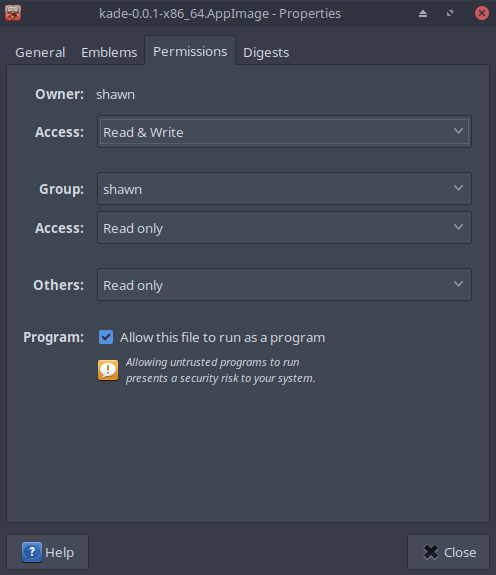 kade-0.0.1-x86_64.AppImage - Properties
General Emblems Permissions Digests
Owner: shawn
Access: Read & Write
Group: shawn
Access: Read only
Others: Read only
Program: Allow this file to run as a program
Allowing untrusted programs to run
presents a security risk to your system.
Help Close